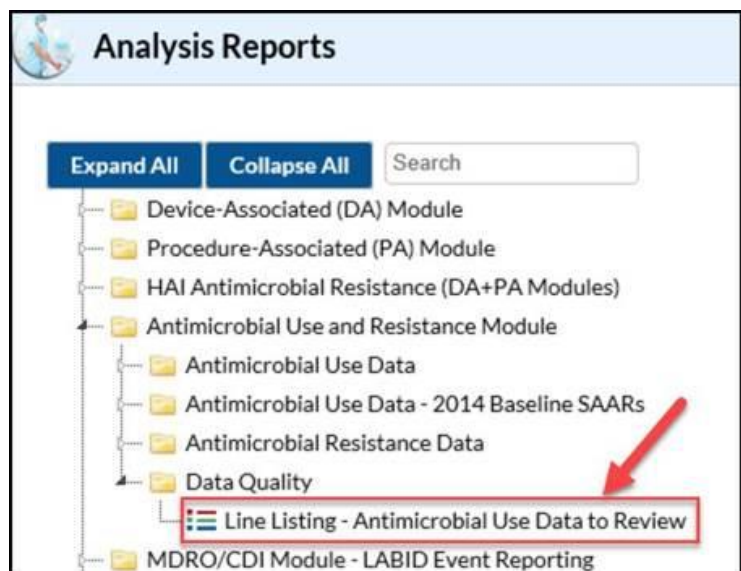 Analysis Reports
Expand All Collapse All Search
Device-Associated (DA) Module
Procedure-Associated (PA) Module
HAI Antimicrobial Resistance (DA+PA Modules)
Antimicrobial Use and Resistance Module
Antimicrobial Use Data
Antimicrobial Use Data - 2014 Baseline SAARs
Antimicrobial Resistance Data
Data Quality
Line Listing - Antimicrobial Use Data to Review
MDRO/CDI Module - LABID Event Reporting